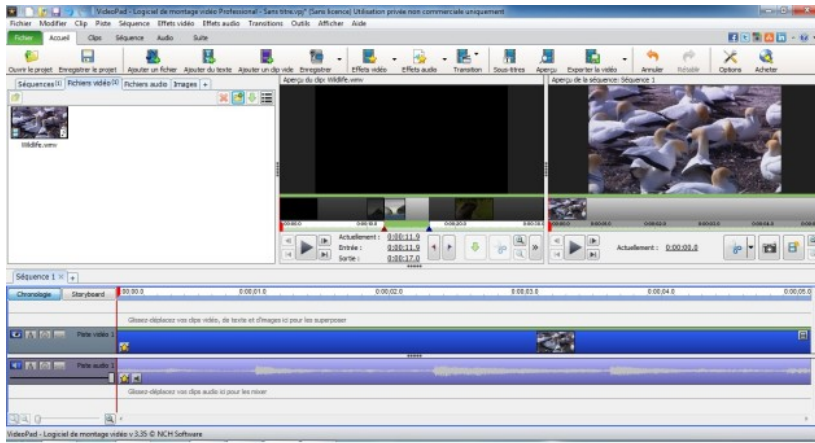 VideoPad - Logiciel de montage vidéo Professional - Sans titre.vpj* (Sans licence) Utilisation privée non commerciale uniquement
Fichier Modifier Clip Piste Séquence Effets vidéo Effets audio Transitions Outils Afficher Aide
Fichier Accueil Clips Séquence Audio Suite
Ouvrir le projet Enregistrer le projet Ajouter un fichier Ajouter du texte Ajouter un clip vide Enregistrer Effets vidéo Effets audio Transition Sous-titres Aperçu Exporter la vidéo Annuler Rétablir Options Acheter
Séquences (1) Fichiers vidéo (1) Fichiers audio Images +
Aperçu du clip: Wildlife.wmv
Aperçu de la séquence: Séquence 1
Wildlife.wmv
Actuellement : 0:00:11.9
Entrée : 0:00:11.9
Sortie : 0:00:17.0
Actuellement : 0:00:00.0
Séquence 1 × +
Chronologie Storyboard 0:00:01.0 0:00:02.0 0:00:03.0 0:00:04.0 0:00:05.0
Glissez-déplacez vos clips vidéo, de texte et d'images ici pour les superposer
Piste vidéo 1
Piste audio 1
Glissez-déplacez vos clips audio ici pour les mixer
VideoPad - Logiciel de montage vidéo v 3.35 © NCH Software